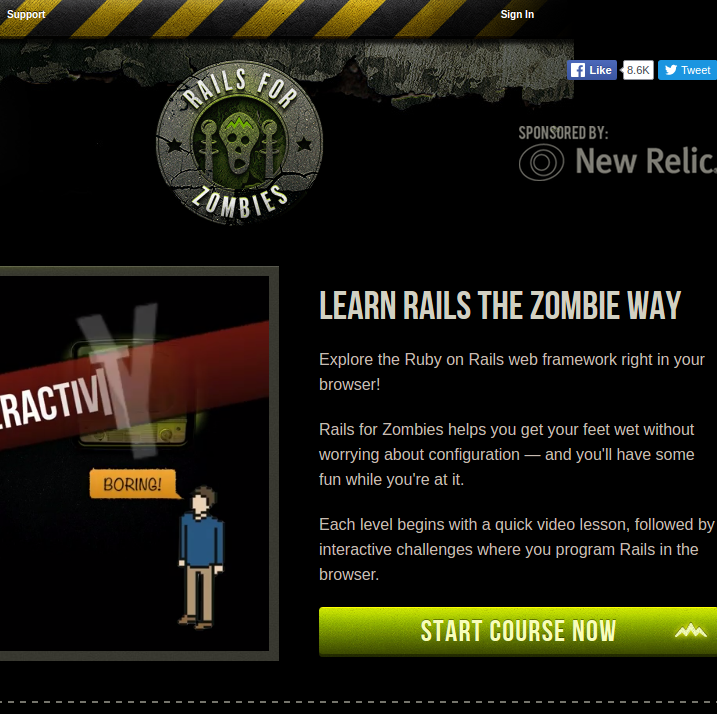 Support
Sign In
RAILS FOR
ZOMBIES
Like
8.6K
Tweet
SPONSORED BY:
New Relic.
LEARN RAILS THE ZOMBIE WAY
Explore the Ruby on Rails web framework right in your
browser!
Rails for Zombies helps you get your feet wet without
worrying about configuration — and you'll have some
fun while you're at it.
Each level begins with a quick video lesson, followed by
interactive challenges where you program Rails in the
browser.
ERACTIVITY
BORING!
START COURSE NOW